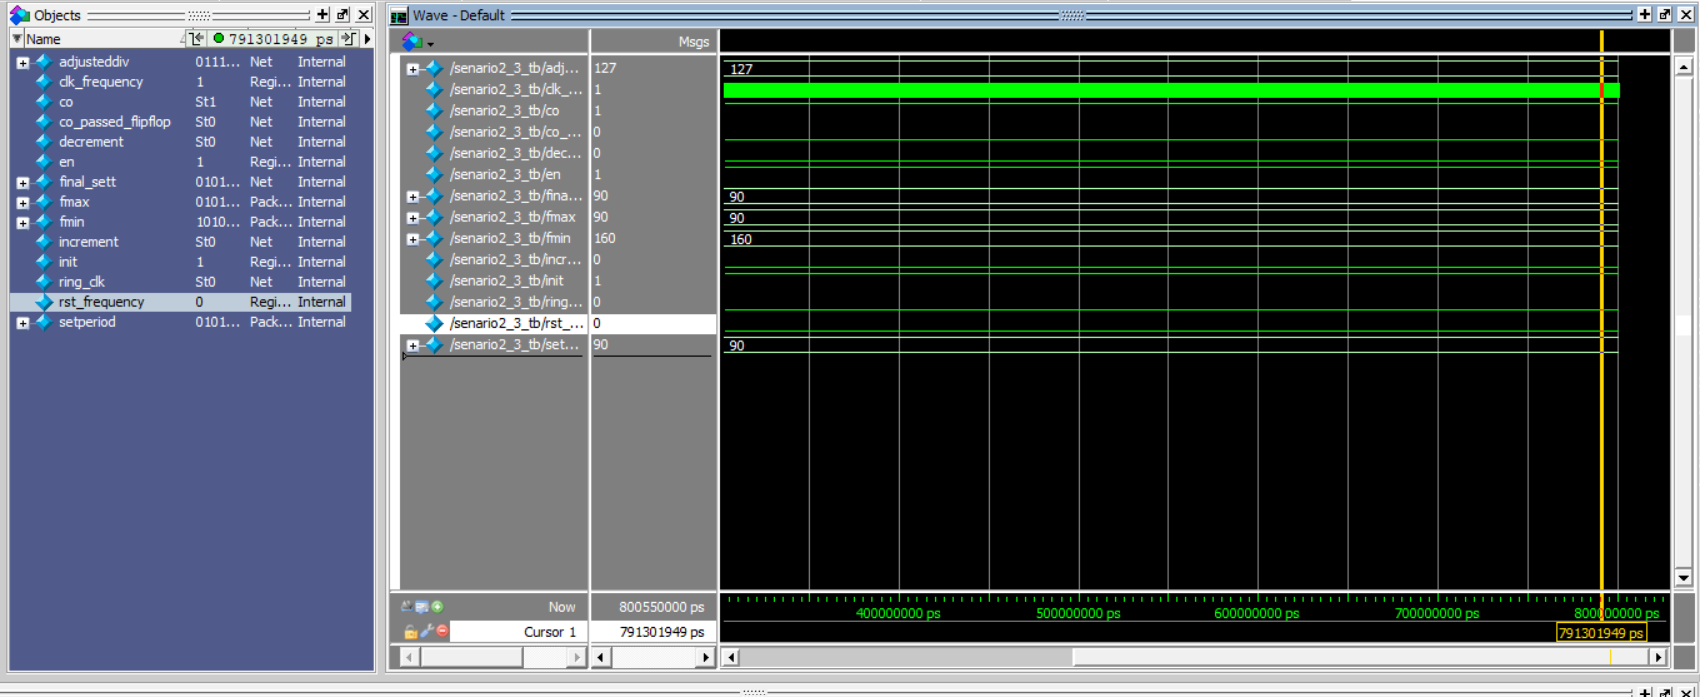 Objects
Name 791301949 ps
adjusteddiv 0111... Net Internal
clk_frequency 1 Regi... Internal
co St1 Net Internal
co_passed_flipflop St0 Net Internal
decrement St0 Net Internal
en 1 Regi... Internal
final_sett 0101... Net Internal
fmax 0101... Pack... Internal
fmin 1010... Pack... Internal
increment St0 Net Internal
init 1 Regi... Internal
ring_clk St0 Net Internal
rst_frequency 0 Regi... Internal
setperiod 0101... Pack... Internal
Wave - Default
Msgs
/senario2_3_tb/adj... 127 127
/senario2_3_tb/clk_... 1
/senario2_3_tb/co 1
/senario2_3_tb/co_... 0
/senario2_3_tb/dec... 0
/senario2_3_tb/en 1
/senario2_3_tb/fina... 90 90
/senario2_3_tb/fmax 90 90
/senario2_3_tb/fmin 160 160
/senario2_3_tb/incr... 0
/senario2_3_tb/init 1
/senario2_3_tb/ring... 0
/senario2_3_tb/rst_... 0
/senario2_3_tb/set... 90 90
Now 800550000 ps 400000000 ps 500000000 ps 600000000 ps 700000000 ps 800000000 ps
Cursor 1 791301949 ps 791301949 ps